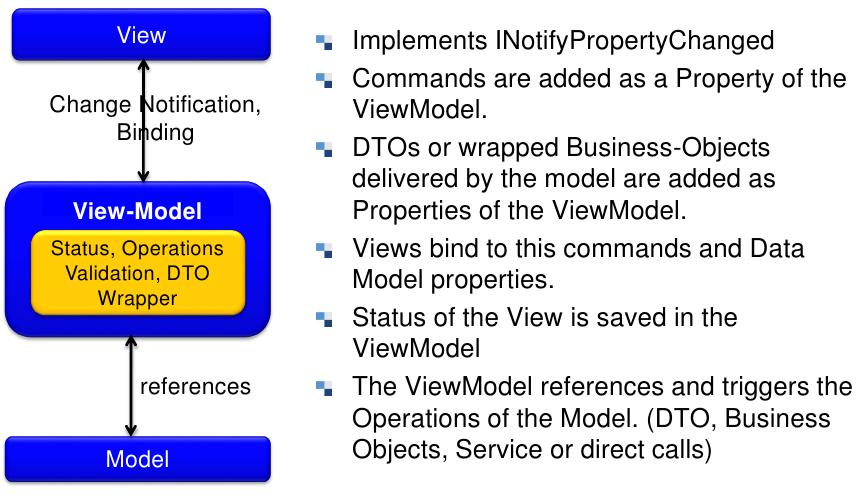 View
Change Notification,
Binding
View-Model
Status, Operations
Validation, DTO
Wrapper
references
Model
Implements INotifyPropertyChanged
Commands are added as a Property of the
ViewModel.
DTOs or wrapped Business-Objects
delivered by the model are added as
Properties of the ViewModel.
Views bind to this commands and Data
Model properties.
Status of the View is saved in the
ViewModel
The ViewModel references and triggers the
Operations of the Model. (DTO, Business
Objects, Service or direct calls)